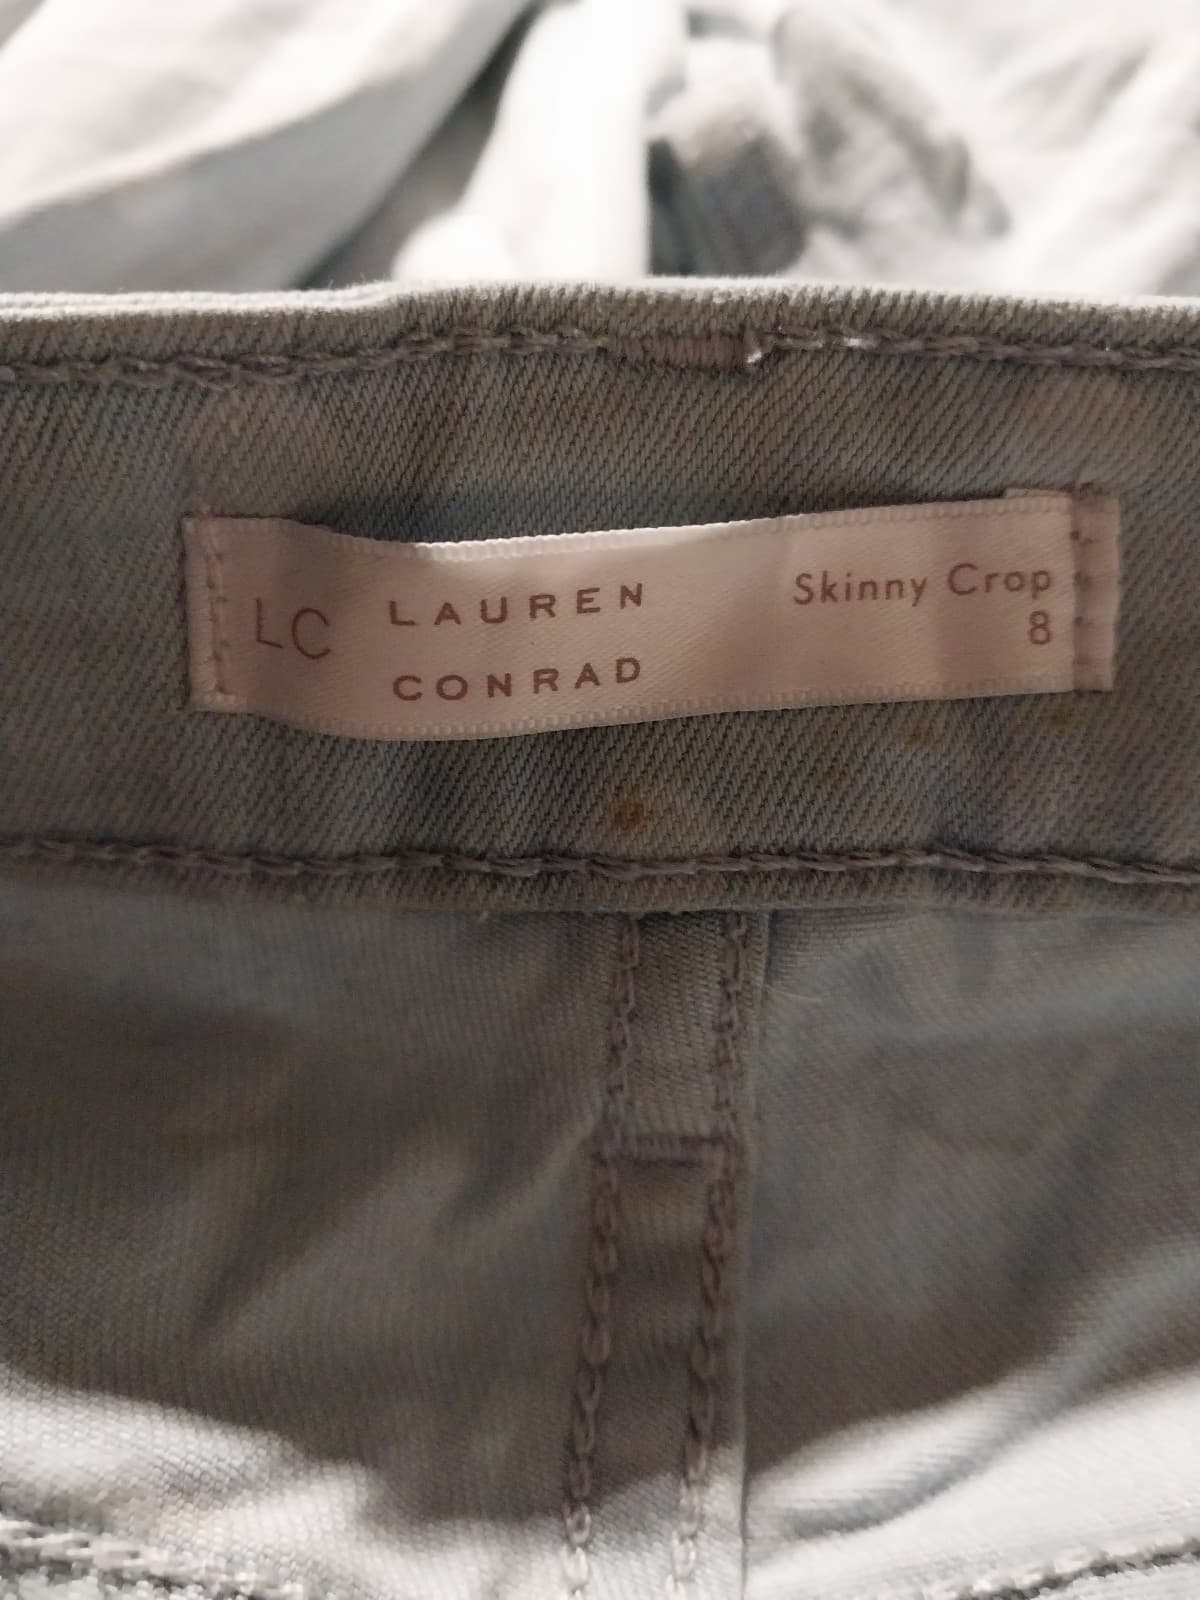 LC
LAUREN
CONRAD
Skinny Crop
8